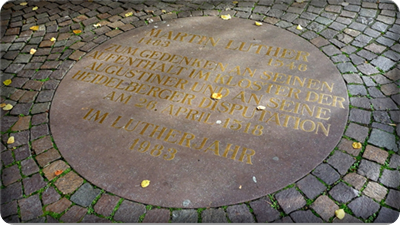 MARTIN LUTHER
1483 1546
ZUM GEDENKEN AN SEINEN
AUFENTHALT IM KLOSTER DER
AUGUSTINER UND AN SEINE
HEIDELBERGER DISPUTATION
AM 26. APRIL 1518
IM LUTHERJAHR
1983